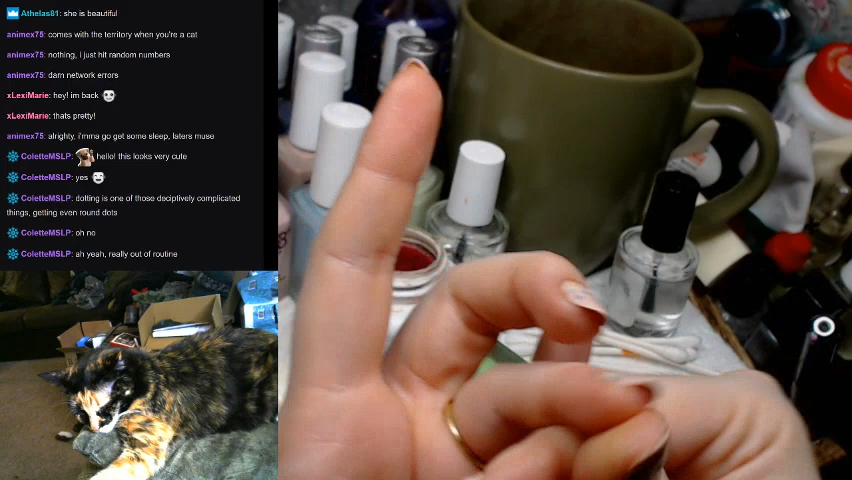 Athelas81: she is beautiful
animex75: comes with the territory when you're a cat
animex75: nothing, I just hit random numbers
animex75: darn network errors
xLexiMarie: hey! im back
xLexiMarie: thats pretty!
animex75: alrighty, i'mma go get some sleep, laters muse
ColetteMSLP: hello! this looks very cute
ColetteMSLP: yes
ColetteMSLP: dotting is one of those deciptively complicated
things, getting even round dots
ColetteMSLP: oh no
ColetteMSLP: ah yeah, really out of routine